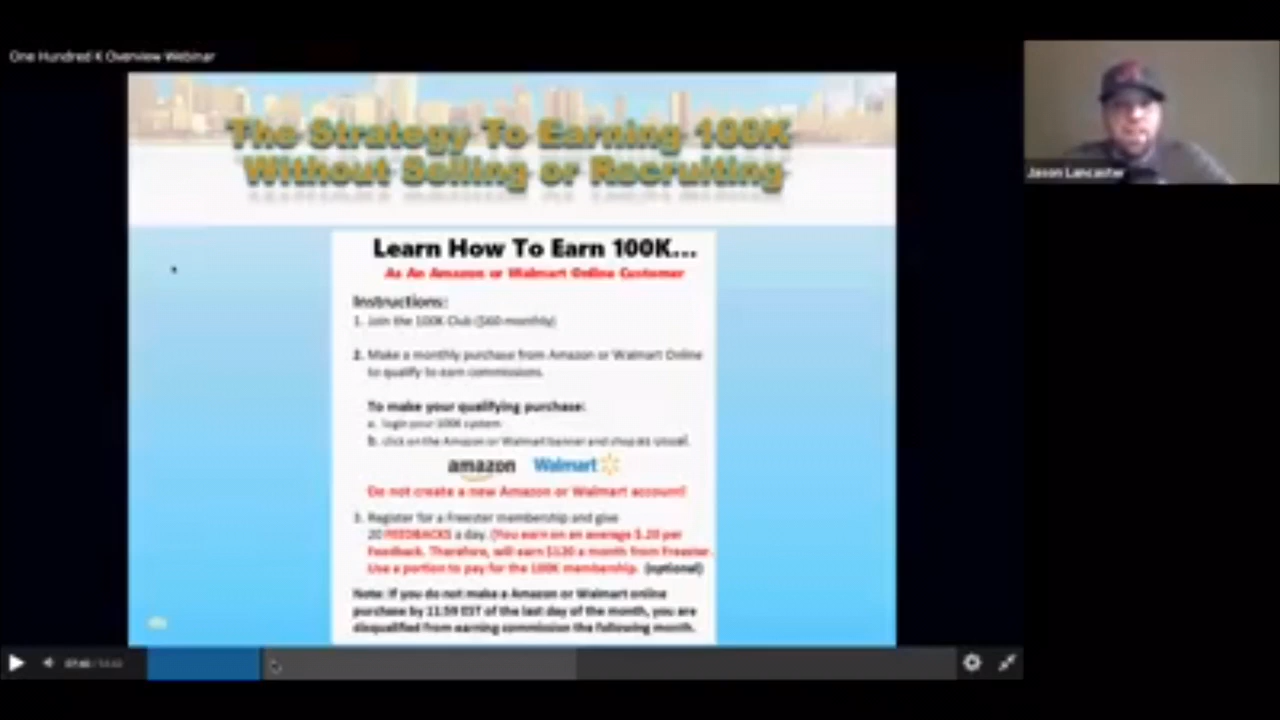 One Hundred K Overview Webinar
The Strategy To Earning 100K
Without Selling or Recruiting
Jason Lancaster
Learn How To Earn 100K...
As An Amazon or Walmart Online Customer
Instructions:
1. Join the 100K Club ($60 monthly)
2. Make a monthly purchase from Amazon or Walmart Online
to qualify to earn commissions.
To make your qualifying purchase:
a. login your 100K system
b. click on the Amazon or Walmart banner and shop as usual.
amazon Walmart
Do not create a new Amazon or Walmart account!
3. Register for a Freester membership and give
20 FEEDBACKS a day. (You earn on an average $.20 per
Feedback. Therefore, will earn $120 a month from Freester.
Use a portion to pay for the 100K membership. (optional)
Note: If you do not make a Amazon or Walmart online
purchase by 11:59 EST of the last day of the month, you are
disqualified from earning commission the following month.